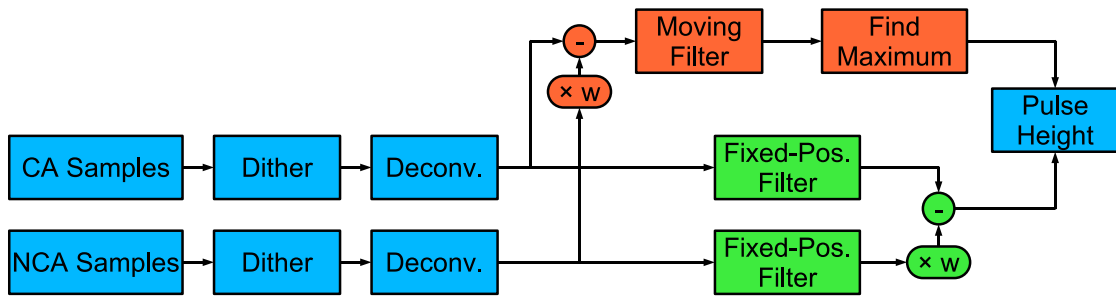 Moving
Filter
Find
Maximum
-
× w
Pulse
Height
CA Samples
Dither
Deconv.
Fixed-Pos.
Filter
-
NCA Samples
Dither
Deconv.
Fixed-Pos.
Filter
× w